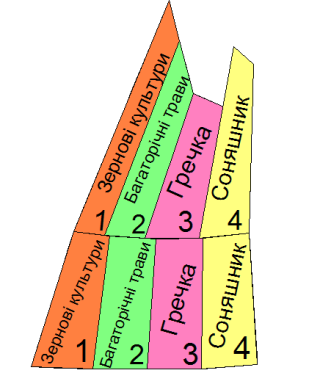 Зернові культури
1
Багаторічні трави
2
Гречка
3
Соняшник
4
Зернові культури
1
Багаторічні трави
2
Гречка
3
Соняшник
4